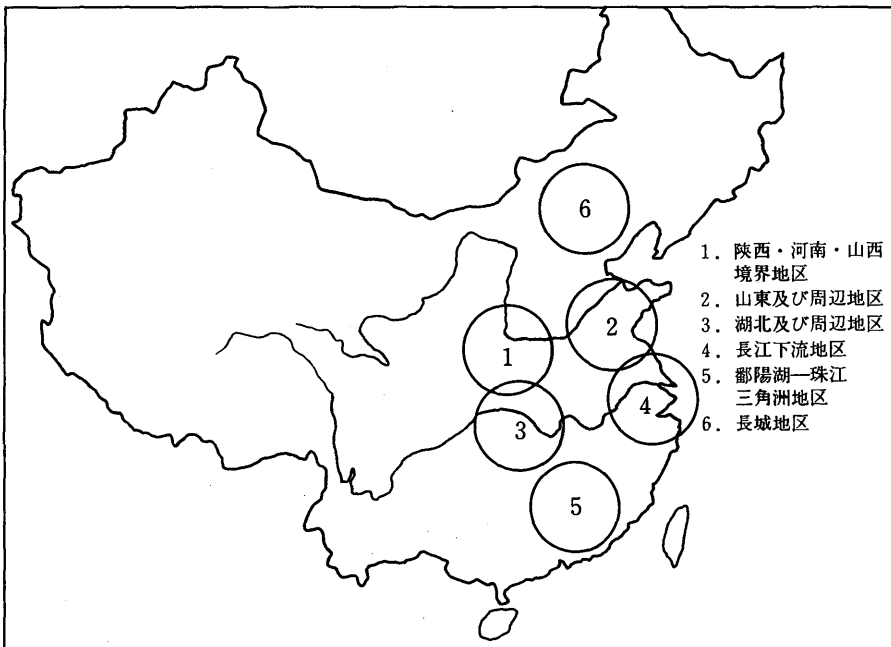 6
2
1
4
3
5
1．陝西・河南・山西
境界地区
2．山東及び周辺地区
3．湖北及び周辺地区
4．長江下流地区
5．鄱陽湖—珠江
三角洲地区
6．長城地区